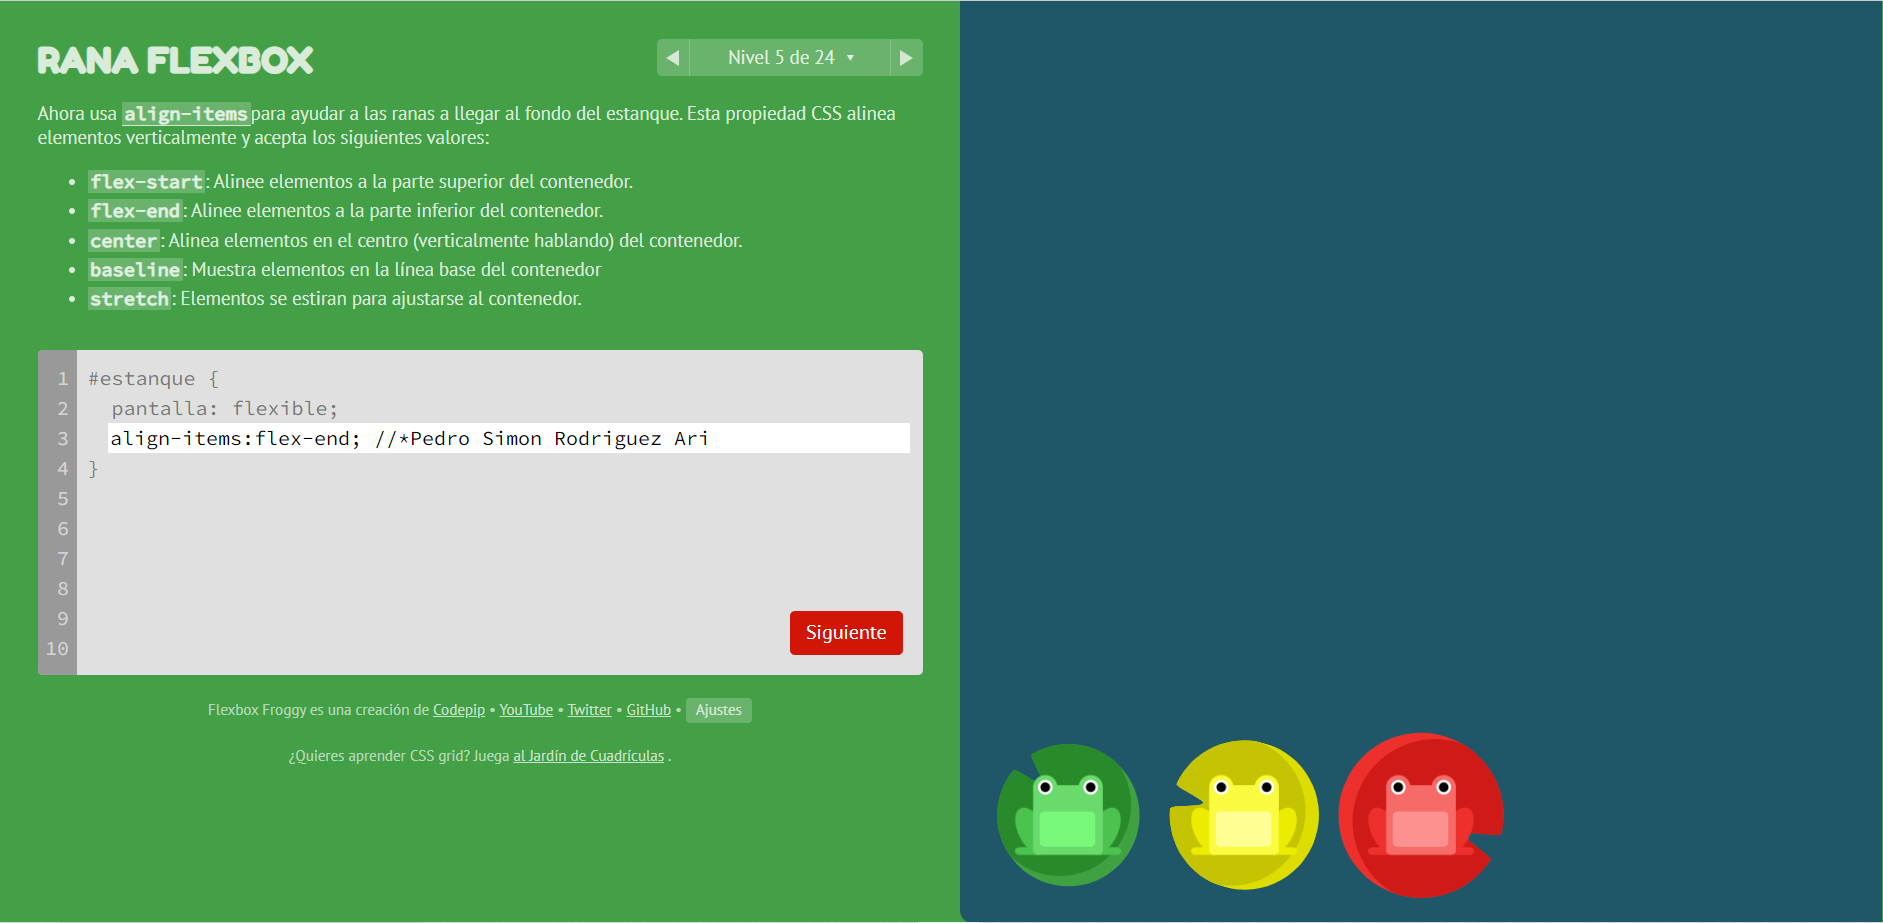 RANA FLEXBOX
◀ Nivel 5 de 24 ▼ ▶
Ahora usa align-items para ayudar a las ranas a llegar al fondo del estanque. Esta propiedad CSS alinea
elementos verticalmente y acepta los siguientes valores:
• flex-start: Alinee elementos a la parte superior del contenedor.
• flex-end: Alinee elementos a la parte inferior del contenedor.
• center: Alinea elementos en el centro (verticalmente hablando) del contenedor.
• baseline: Muestra elementos en la línea base del contenedor
• stretch: Elementos se estiran para ajustarse al contenedor.
1 #estanque {
2 pantalla: flexible;
3 align-items:flex-end; //*Pedro Simon Rodriguez Ari
4 }
5
6
7
8
9
10
Siguiente
Flexbox Froggy es una creación de Codepip • YouTube • Twitter • GitHub • Ajustes
¿Quieres aprender CSS grid? Juega al Jardín de Cuadrículas .